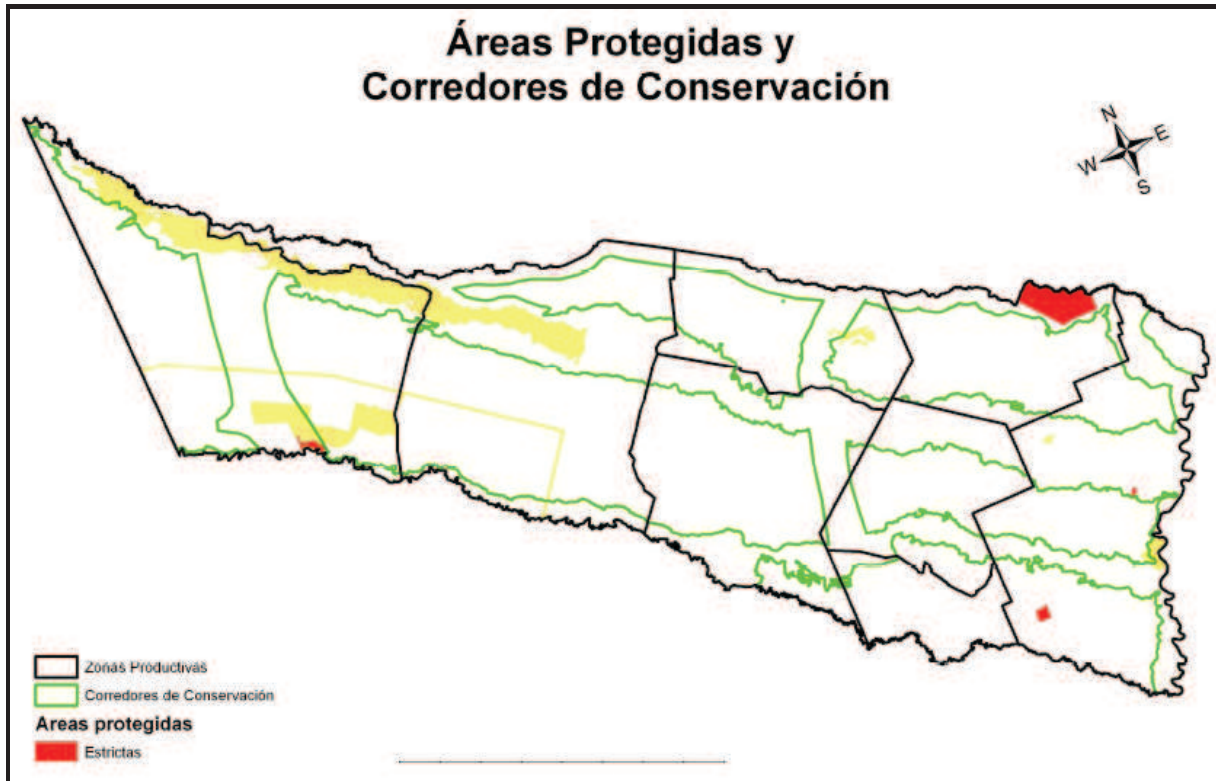 Áreas Protegidas y
Corredores de Conservación
N
E
W
S
Zonas Productivas
Corredores de Conservación
Areas protegidas
Estrictas